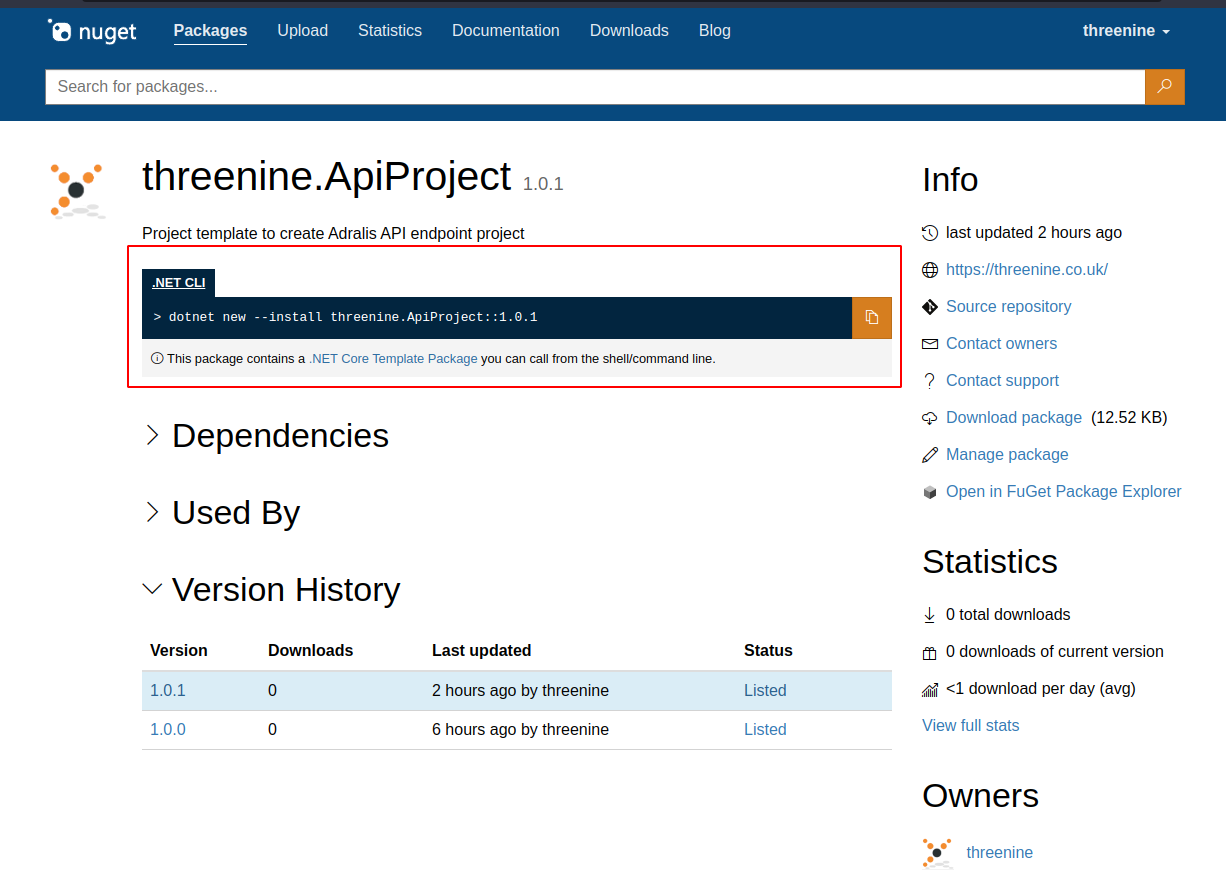 nuget
Packages Upload Statistics Documentation Downloads Blog threenine
Search for packages...
threenine.ApiProject 1.0.1
Project template to create Adralis API endpoint project
.NET CLI
> dotnet new --install threenine.ApiProject::1.0.1
This package contains a .NET Core Template Package you can call from the shell/command line.
Dependencies
Used By
Version History
Version Downloads Last updated Status
1.0.1 0 2 hours ago by threenine Listed
1.0.0 0 6 hours ago by threenine Listed
Info
last updated 2 hours ago
https://threenine.co.uk/
Source repository
Contact owners
Contact support
Download package (12.52 KB)
Manage package
Open in FuGet Package Explorer
Statistics
0 total downloads
0 downloads of current version
<1 download per day (avg)
View full stats
Owners
threenine